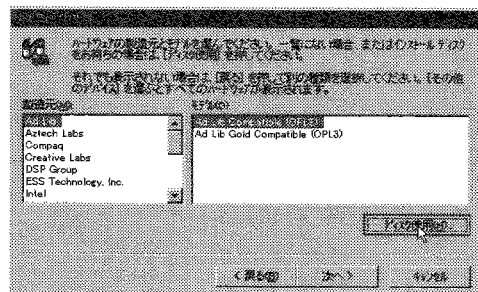 ハードウェアの製造元とモデルを選んでください。一覧にない場合、またはインストール ディスク
をお持ちの場合は、[ディスク使用] を押してください。
それでも表示されない場合は、[戻る] を押して別の種類を選択してください。[その他
のデバイス] を選ぶとすべてのハードウェアが表示されます。
製造元(M):
モデル(D):
Ad Lib
Aztech Labs
Compaq
Creative Labs
DSP Group
ESS Technology, Inc.
Intel
Ad Lib Compatible (OPL2)
Ad Lib Gold Compatible (OPL3)
ディスク使用(H)...
< 戻る(B)
次へ >
キャンセル